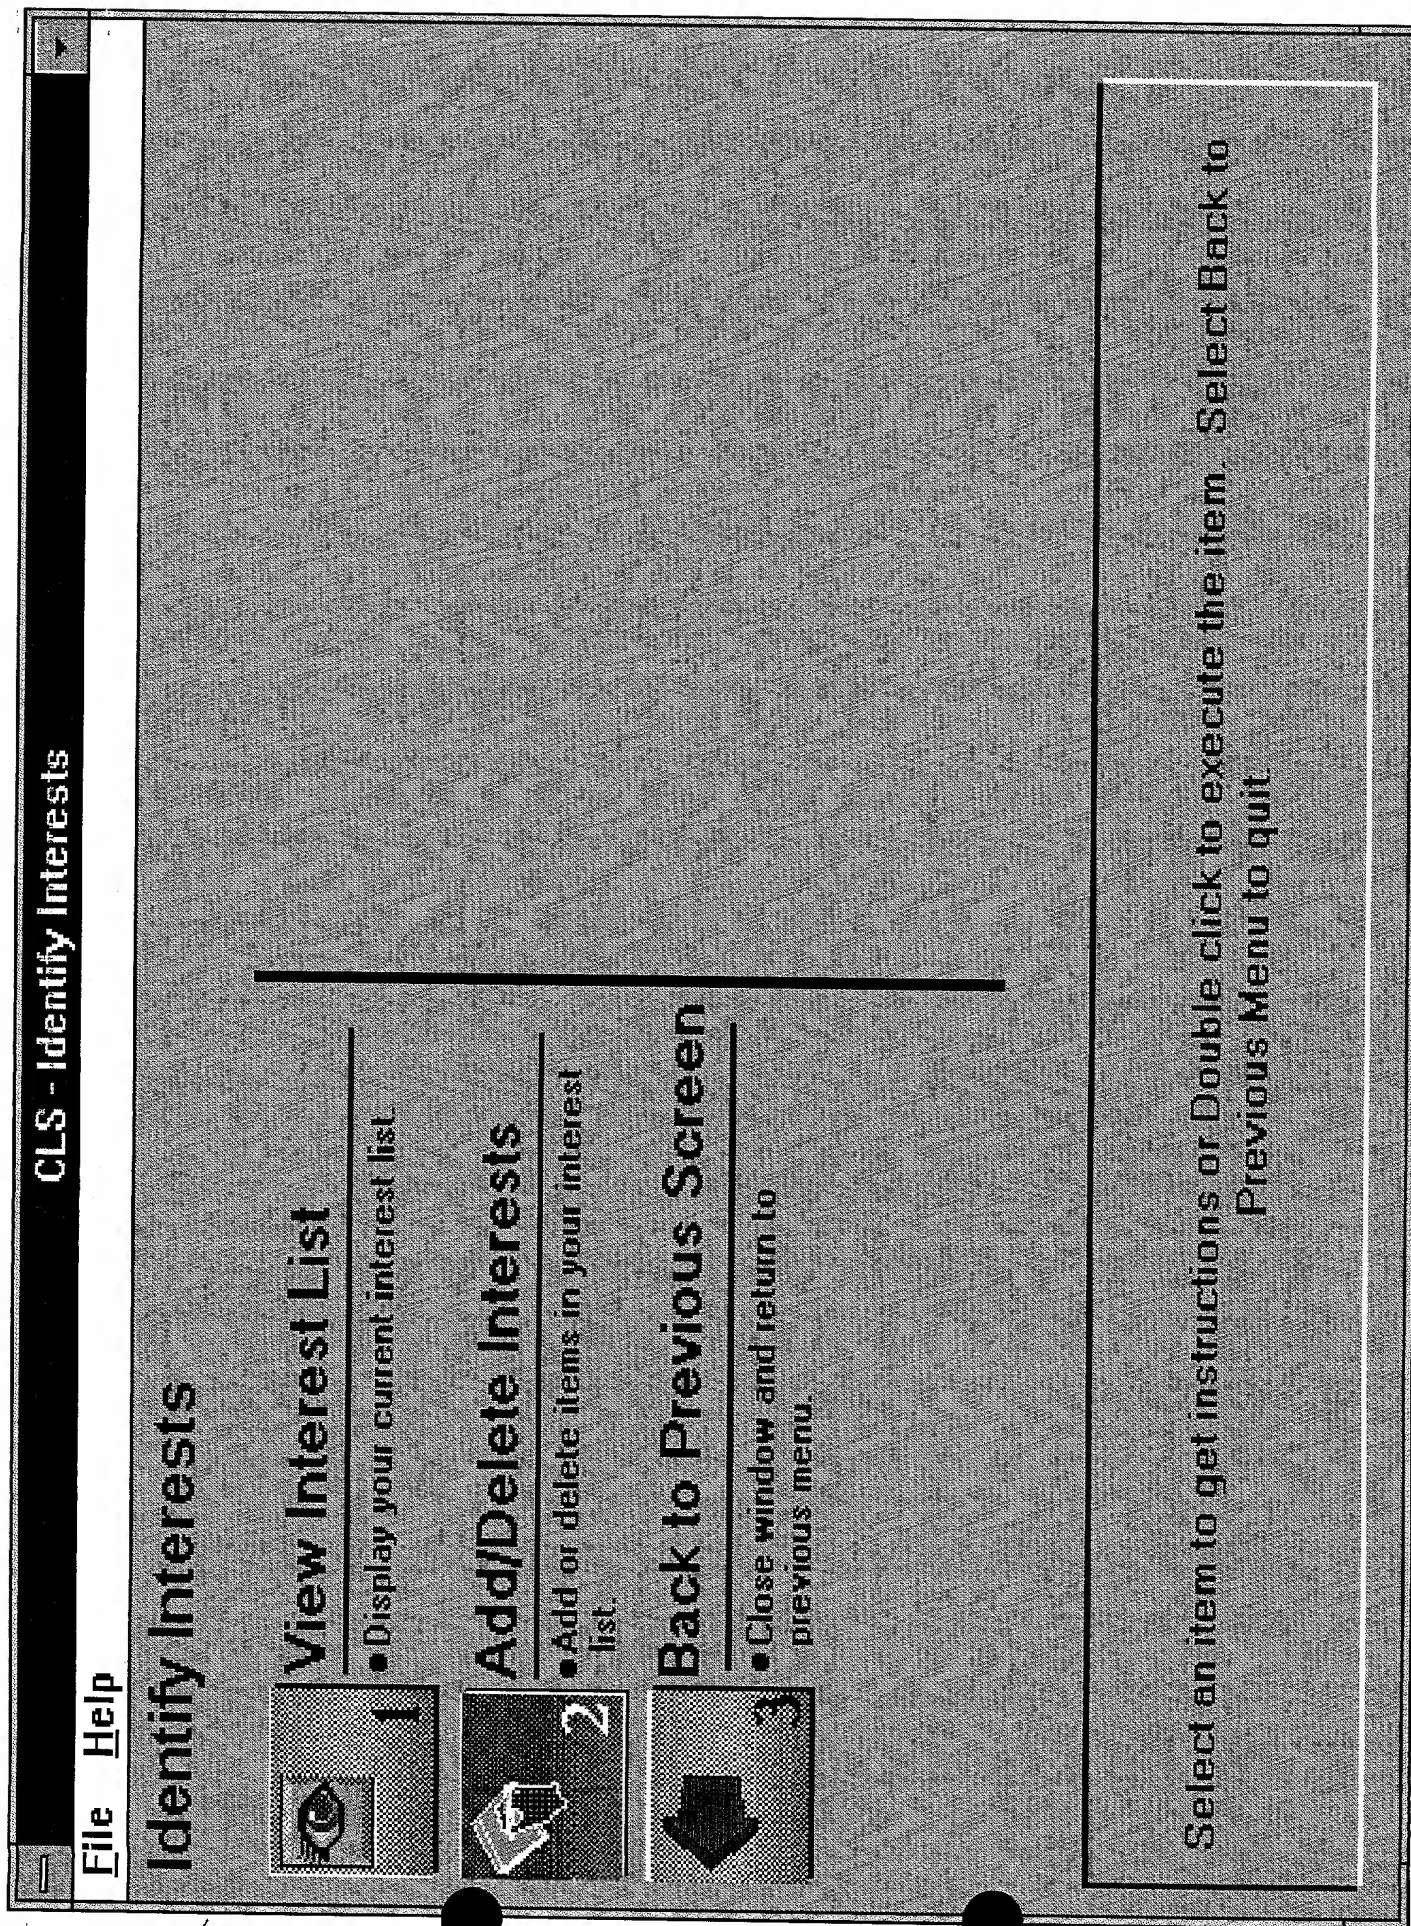 CLS - Identify Interests
File Help
Identify Interests
1
View Interest List
● Display your current interest list.
2
Add/Delete Interests
● Add or delete items in your interest
list.
3
Back to Previous Screen
● Close window and return to
previous menu.
Select an item to get instructions or Double click to execute the item. Select Back to
Previous Menu to quit